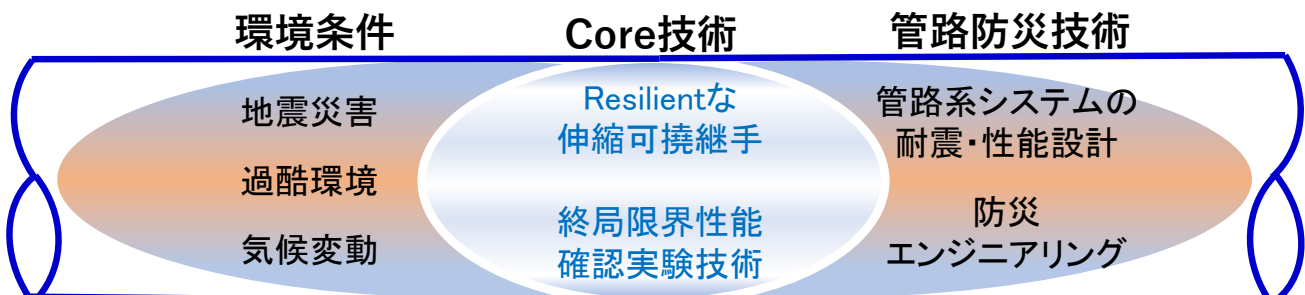 環境条件
Core技術
管路防災技術
地震災害
過酷環境
気候変動
Resilientな
伸縮可撓継手
終局限界性能
確認実験技術
管路系システムの
耐震・性能設計
防災
エンジニアリング